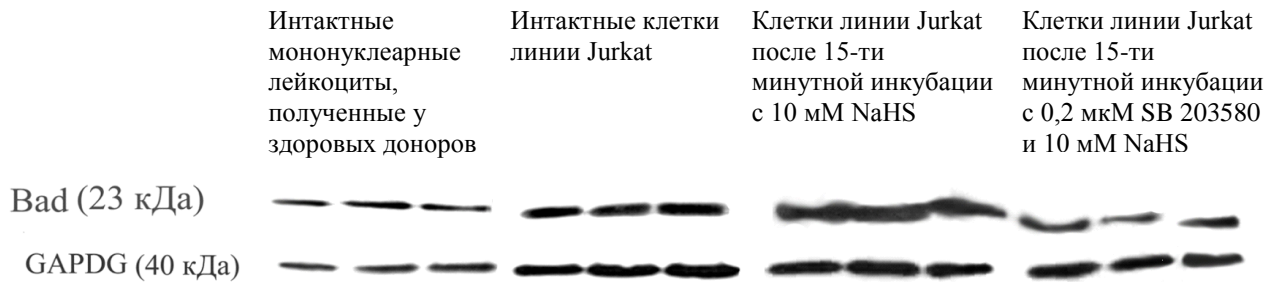 Интактные
мононуклеарные
лейкоциты,
полученные у
здоровых доноров
Интактные клетки
линии Jurkat
Клетки линии Jurkat
после 15-ти
минутной инкубации
с 10 мМ NaHS
Клетки линии Jurkat
после 15-ти
минутной инкубации
с 0,2 мкМ SB 203580
и 10 мМ NaHS
Bad (23 кДа)
GAPDG (40 кДа)